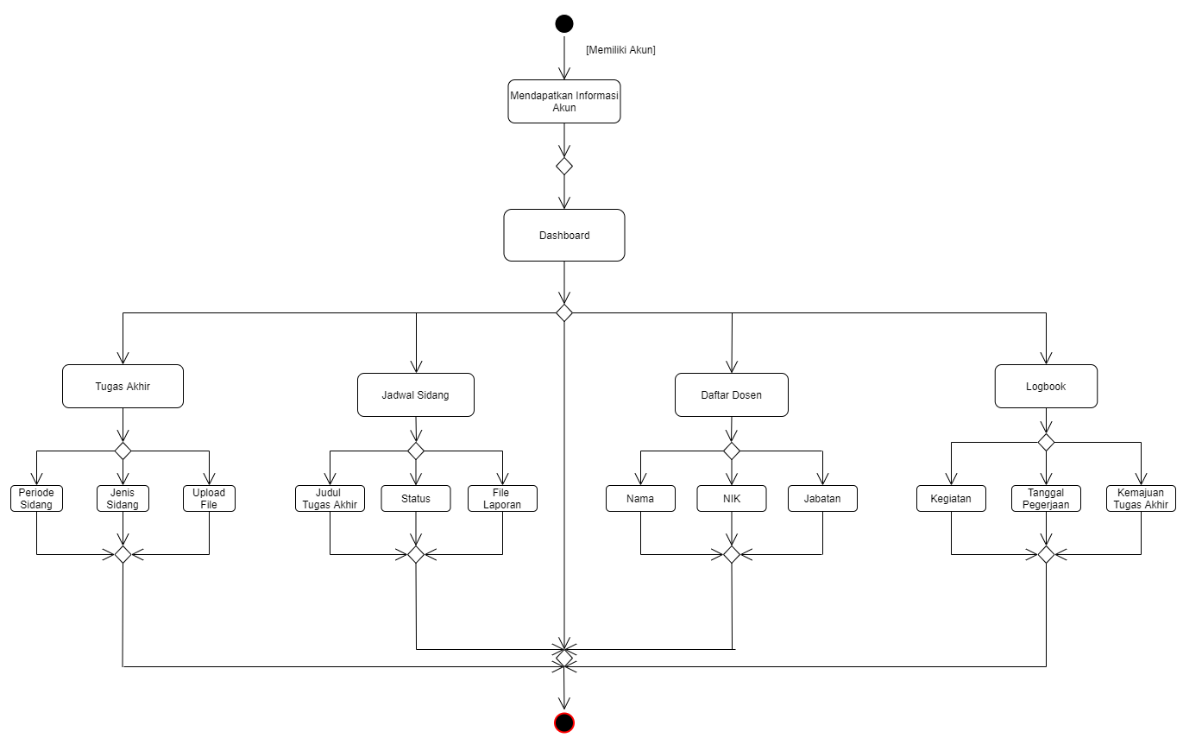 [Memiliki Akun]
Mendapatkan Informasi
Akun
Dashboard
Tugas Akhir
Jadwal Sidang
Daftar Dosen
Logbook
Periode
Sidang
Jenis
Sidang
Upload
File
Judul
Tugas Akhir
Status
File
Laporan
Nama
NIK
Jabatan
Kegiatan
Tanggal
Pegerjaan
Kemajuan
Tugas Akhir